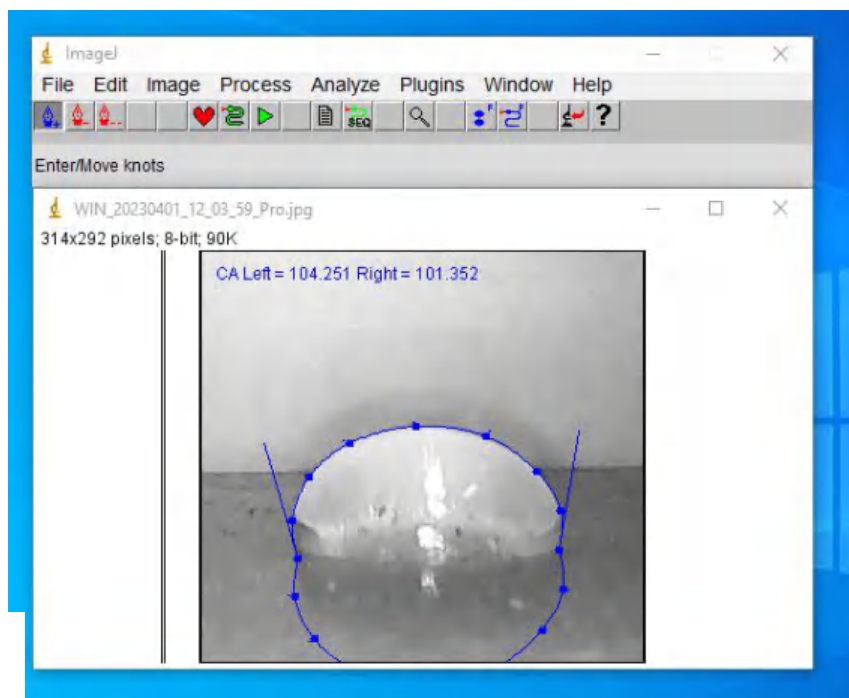 ImageJ
File Edit Image Process Analyze Plugins Window Help
SEQ F F ?
Enter/Move knots
WIN_20230401_12_03_59_Pro.jpg
314x292 pixels; 8-bit; 90K
CA Left = 104.251 Right = 101.352